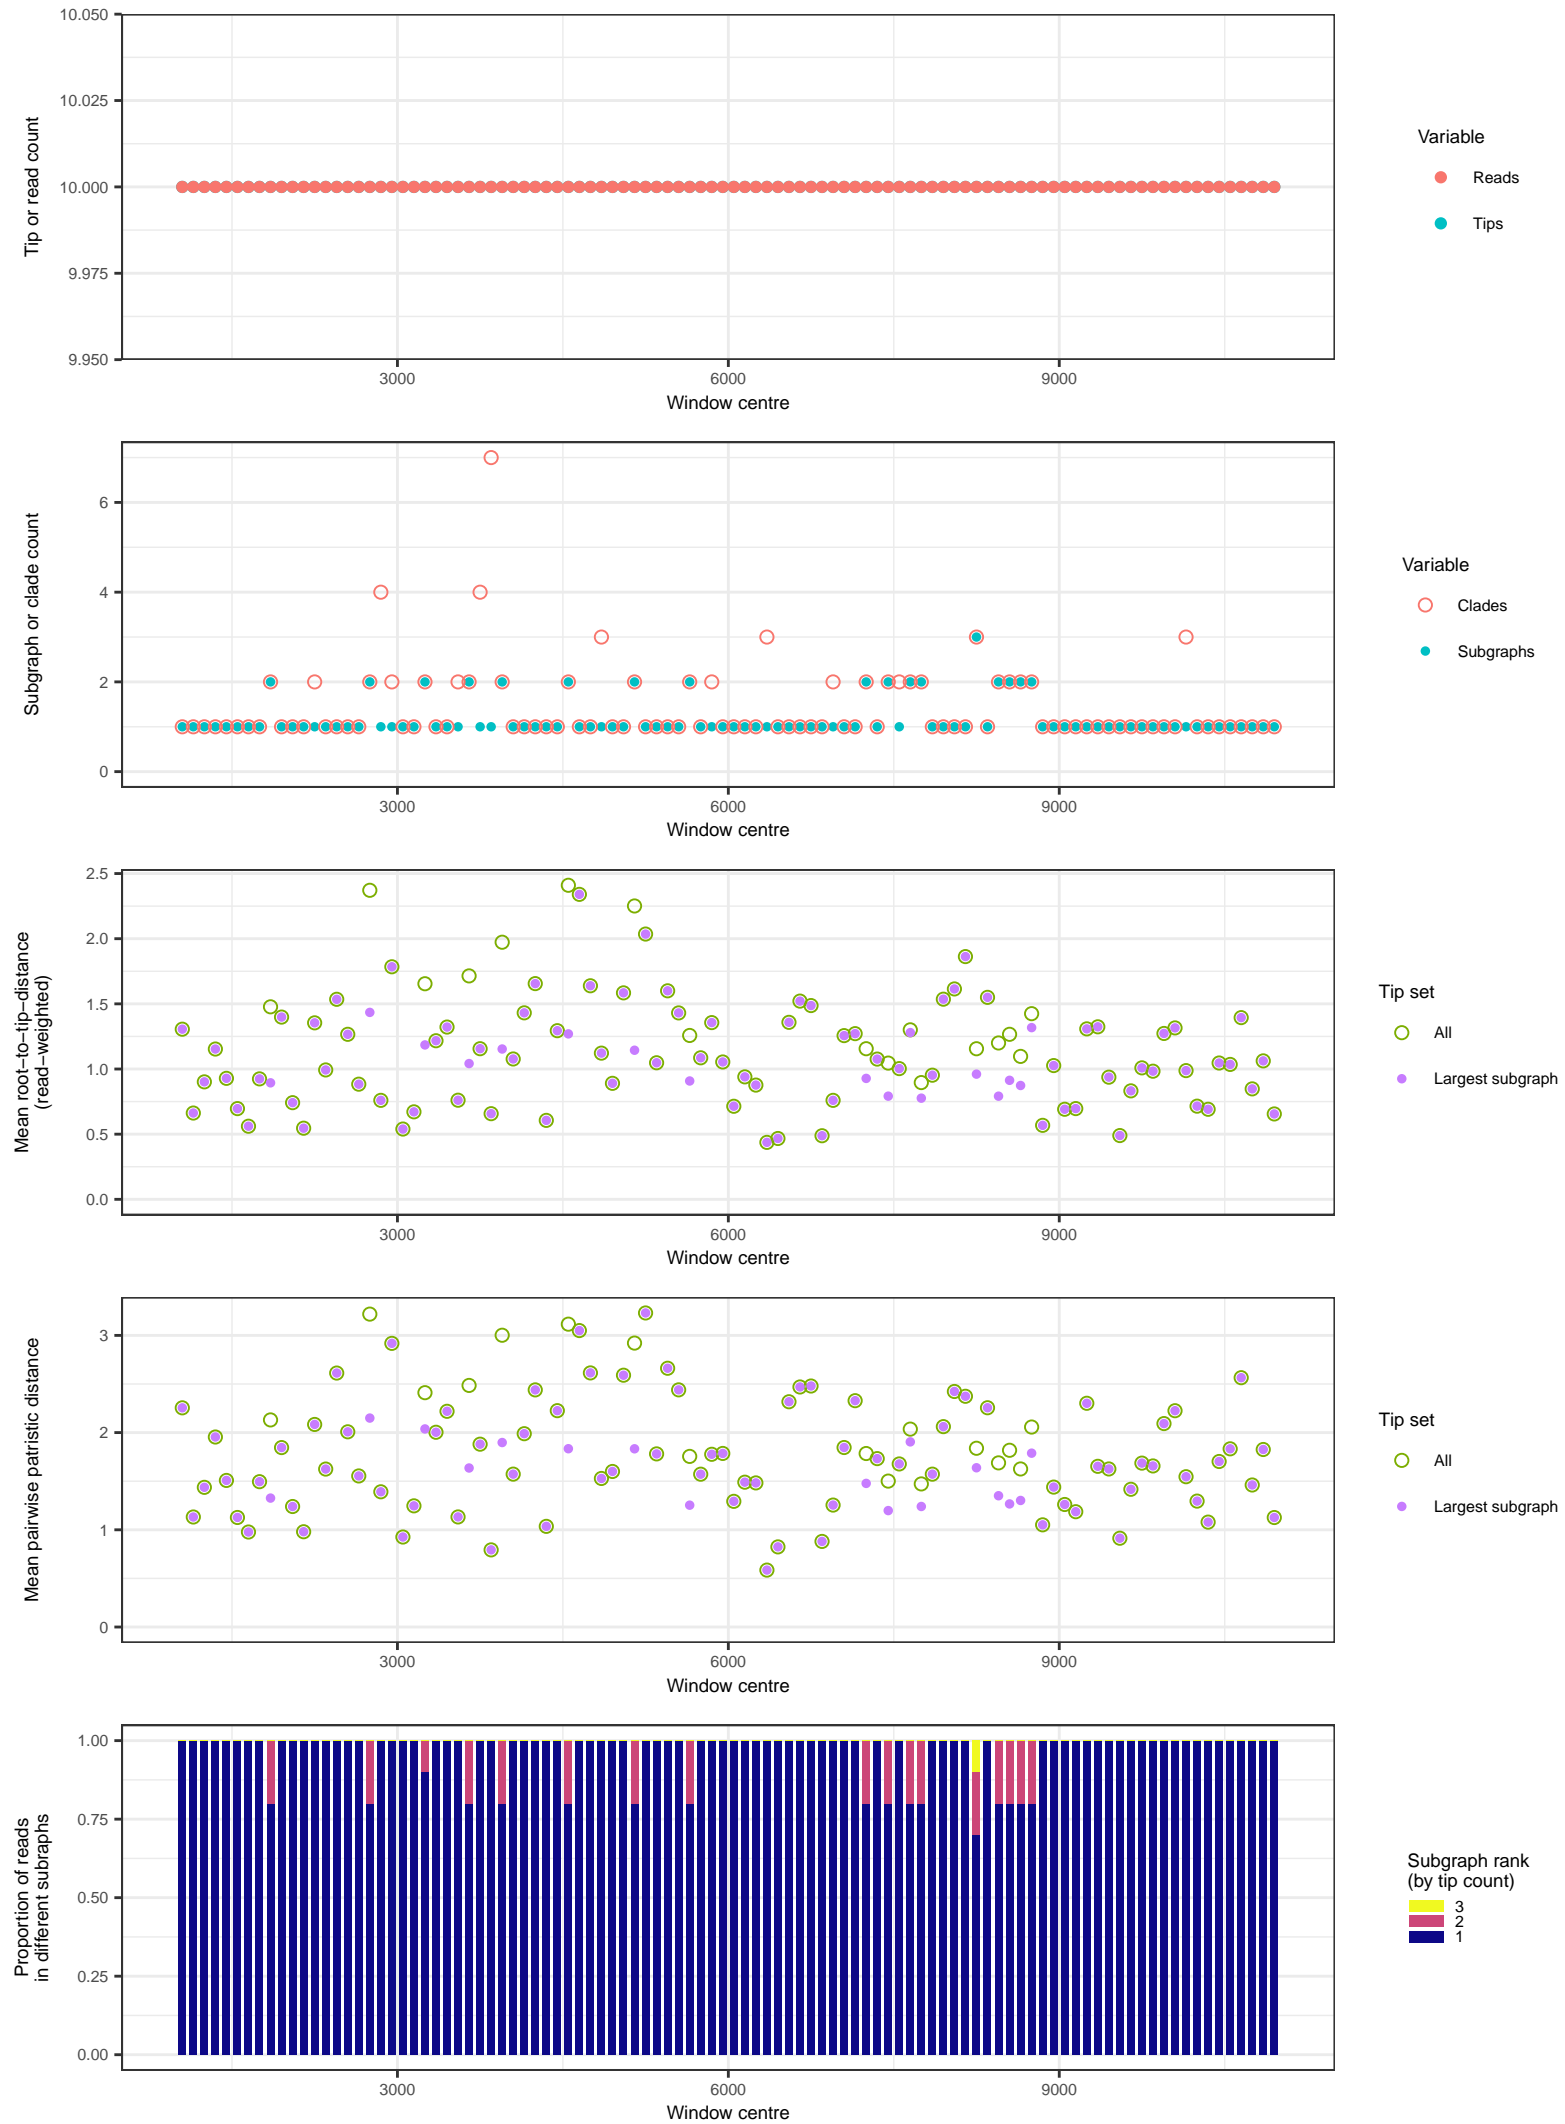 10.050
10.025
10.000
9.975
9.950
Tip or read count
3000 6000 9000
Window centre
Variable
Reads
Tips
6
4
2
0
Subgraph or clade count
3000 6000 9000
Window centre
Variable
Clades
Subgraphs
2.5
2.0
1.5
1.0
0.5
0.0
Mean root−to−tip−distance
(read−weighted)
3000 6000 9000
Window centre
Tip set
All
Largest subgraph
3
2
1
0
Mean pairwise patristic distance
3000 6000 9000
Window centre
Tip set
All
Largest subgraph
1.00
0.75
0.50
0.25
0.00
Proportion of reads
in different subraphs
3000 6000 9000
Window centre
Subgraph rank
(by tip count)
3
2
1